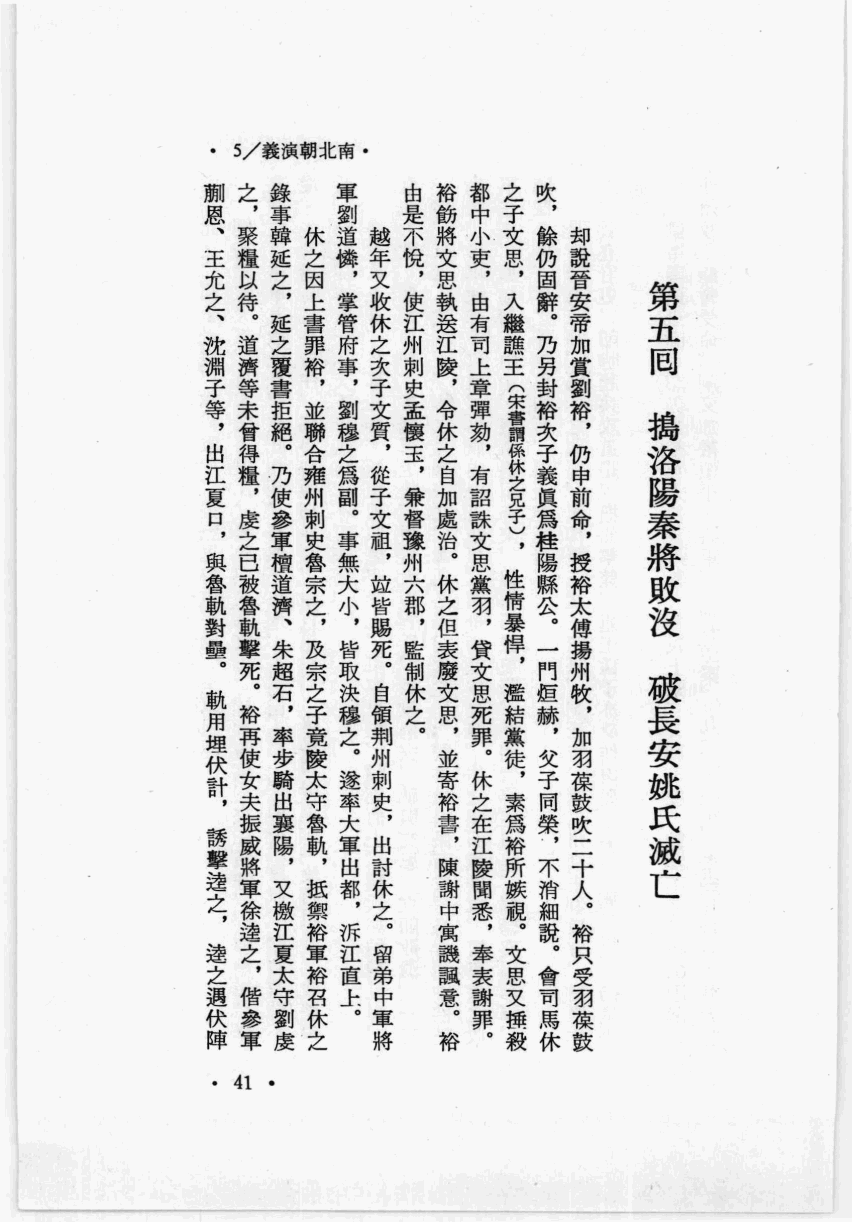 ·南北朝演義/5·
第五回　搗洛陽秦將敗沒　破長安姚氏滅亡
却說晉安帝加賞劉裕，仍申前命，授裕太傅揚州牧，加羽葆鼓吹二十人。裕只受羽葆鼓
吹，餘仍固辭。乃另封裕次子義眞爲桂陽縣公。一門烜赫，父子同榮，不消細說。會司馬休
之子文思，入繼譙王（宋書謂係休之兄子），性情暴悍，濫結黨徒，素爲裕所嫉視。文思又捶殺
都中小吏，由有司上章彈劾，有詔誅文思黨羽，貸文思死罪。休之在江陵聞悉，奉表謝罪。
裕飭將文思執送江陵，令休之自加處治。休之但表廢文思，並寄裕書，陳謝中寓譏諷意。裕
由是不悅，使江州刺史孟懷玉，兼督豫州六郡，監制休之。
越年又收休之次子文質，從子文祖，竝皆賜死。自領荆州刺史，出討休之。留弟中軍將
軍劉道憐，掌管府事，劉穆之爲副。事無大小，皆取決穆之。遂率大軍出都，泝江直上。
休之因上書罪裕，並聯合雍州刺史魯宗之，及宗之子竟陵太守魯軌，抵禦裕軍裕召休之
錄事韓延之，延之覆書拒絕。乃使參軍檀道濟、朱超石，率步騎出襄陽，又檄江夏太守劉虔
之，聚糧以待。道濟等未曾得糧，虔之已被魯軌擊死。裕再使女夫振威將軍徐逵之，偕參軍
蒯恩、王允之、沈淵子等，出江夏口，與魯軌對壘。軌用埋伏計，誘擊逵之，逵之遇伏陣
· 41 ·